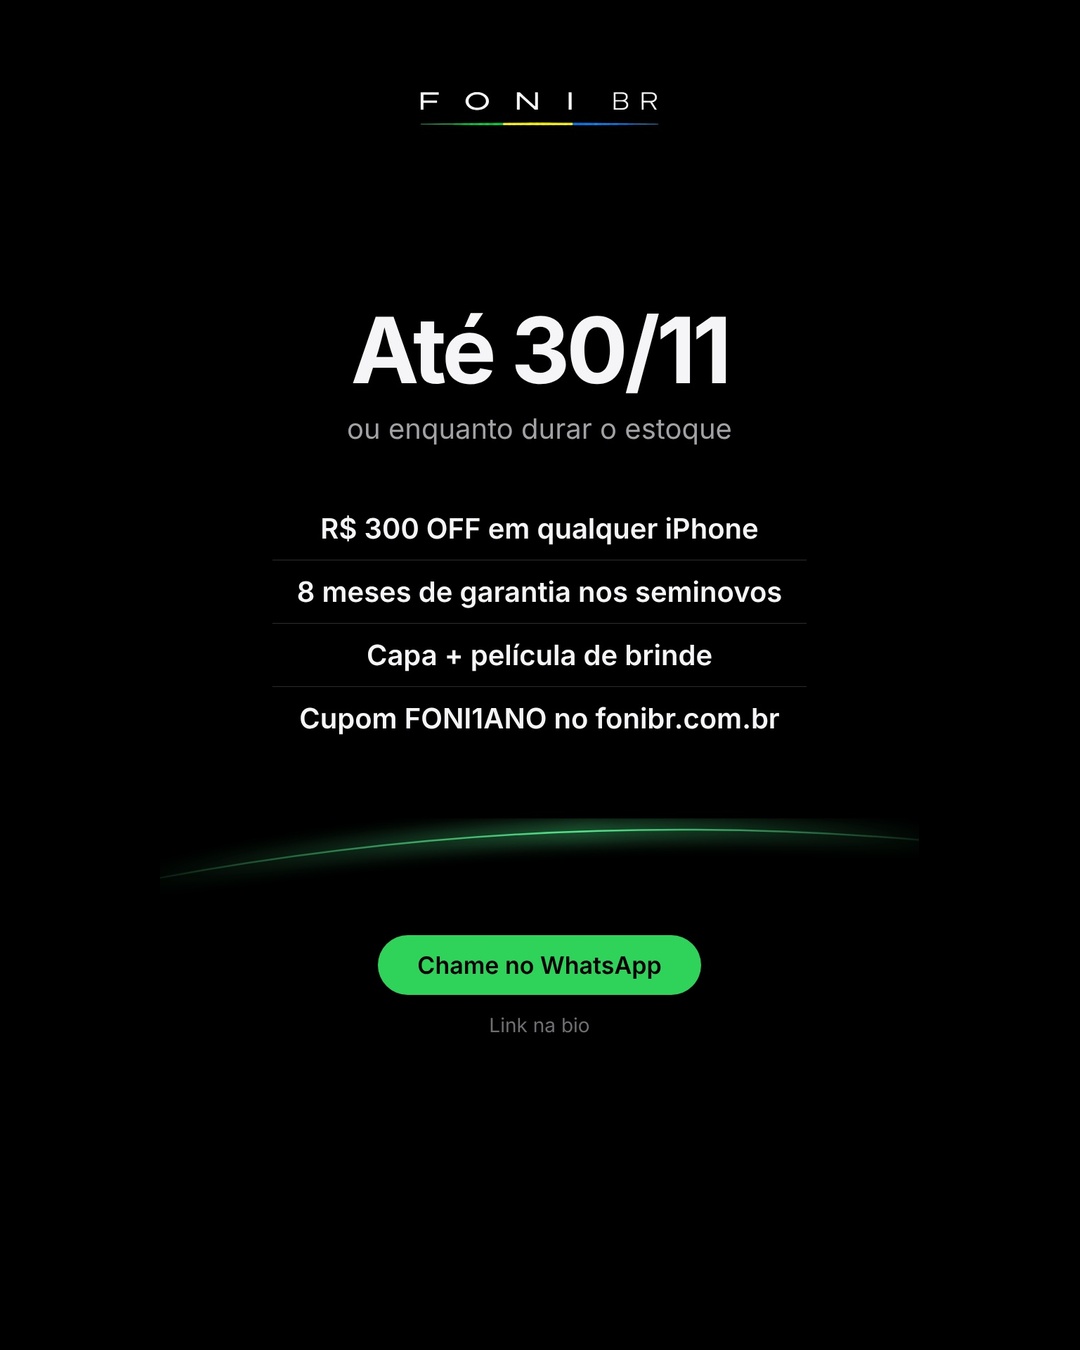 FONI BR
Até 30/11
ou enquanto durar o estoque
R$ 300 OFF em qualquer iPhone
8 meses de garantia nos seminovos
Capa + película de brinde
Cupom FONI1ANO no fonibr.com.br
Chame no WhatsApp
Link na bio